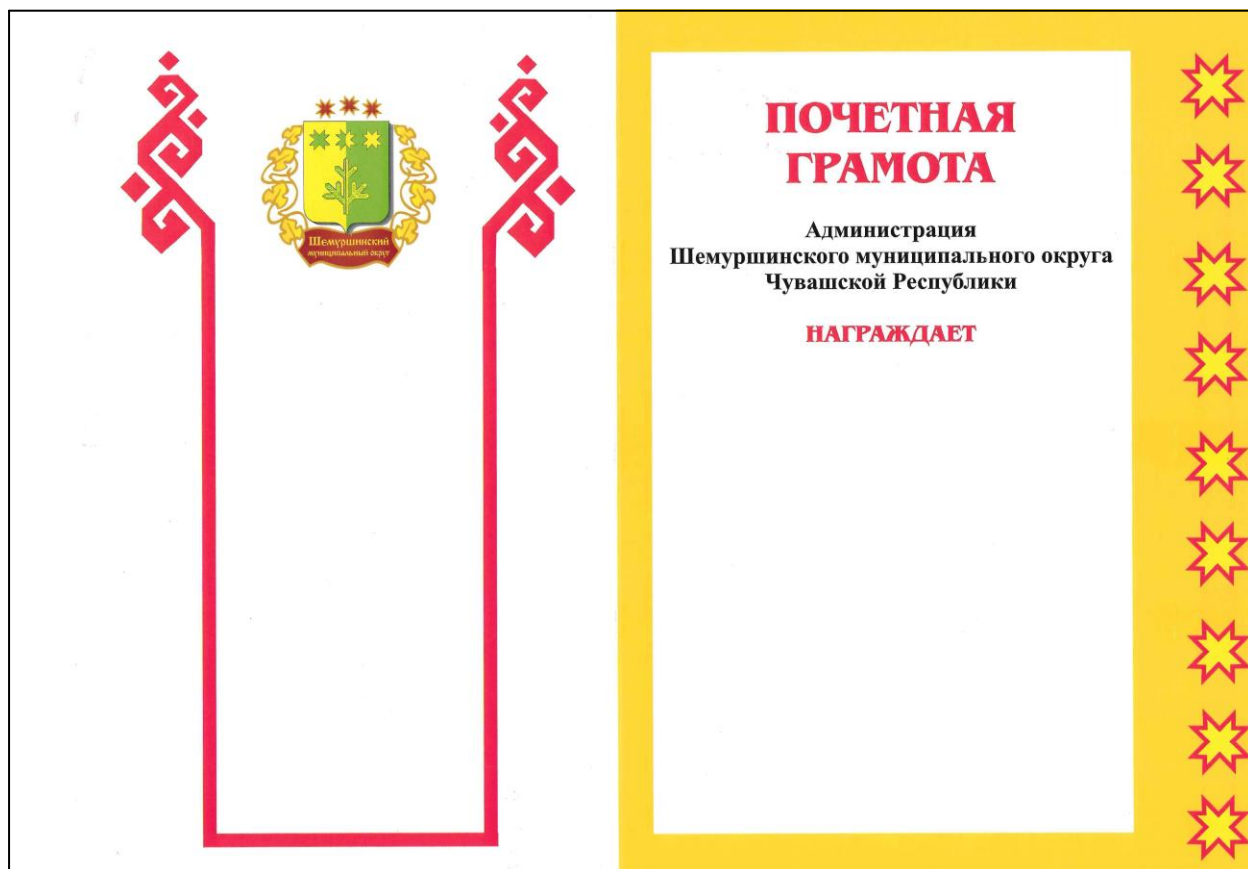 Шемуршинский
муниципальный округ
ПОЧЕТНАЯ
ГРАМОТА
Администрация
Шемуршинского муниципального округа
Чувашской Республики
НАГРАЖДАЕТ